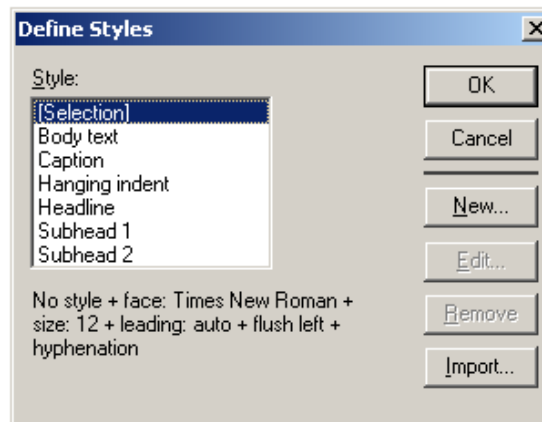 Define Styles
Style:
[Selection]
Body text
Caption
Hanging indent
Headline
Subhead 1
Subhead 2
No style + face: Times New Roman +
size: 12 + leading: auto + flush left +
hyphenation
OK
Cancel
New...
Edit...
Remove
Import...